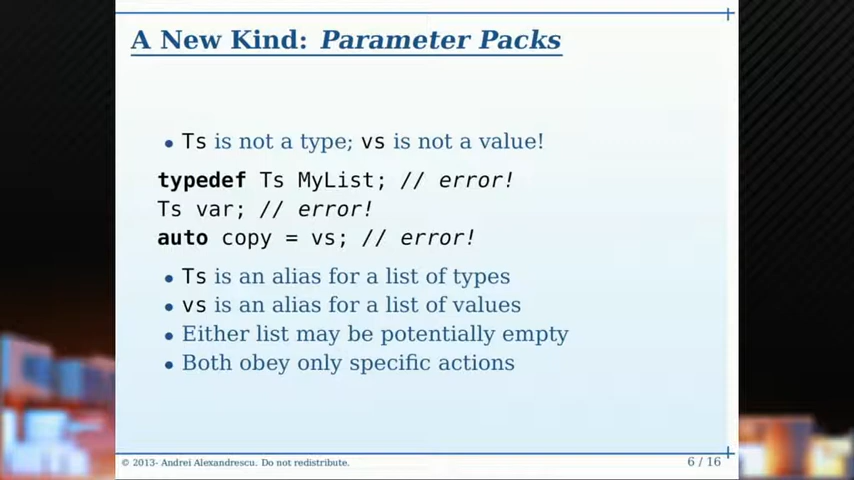 A New Kind: Parameter Packs
• Ts is not a type; vs is not a value!
typedef Ts MyList; // error!
Ts var; // error!
auto copy = vs; // error!
• Ts is an alias for a list of types
• vs is an alias for a list of values
• Either list may be potentially empty
• Both obey only specific actions
© 2013- Andrei Alexandrescu. Do not redistribute.
6 / 16